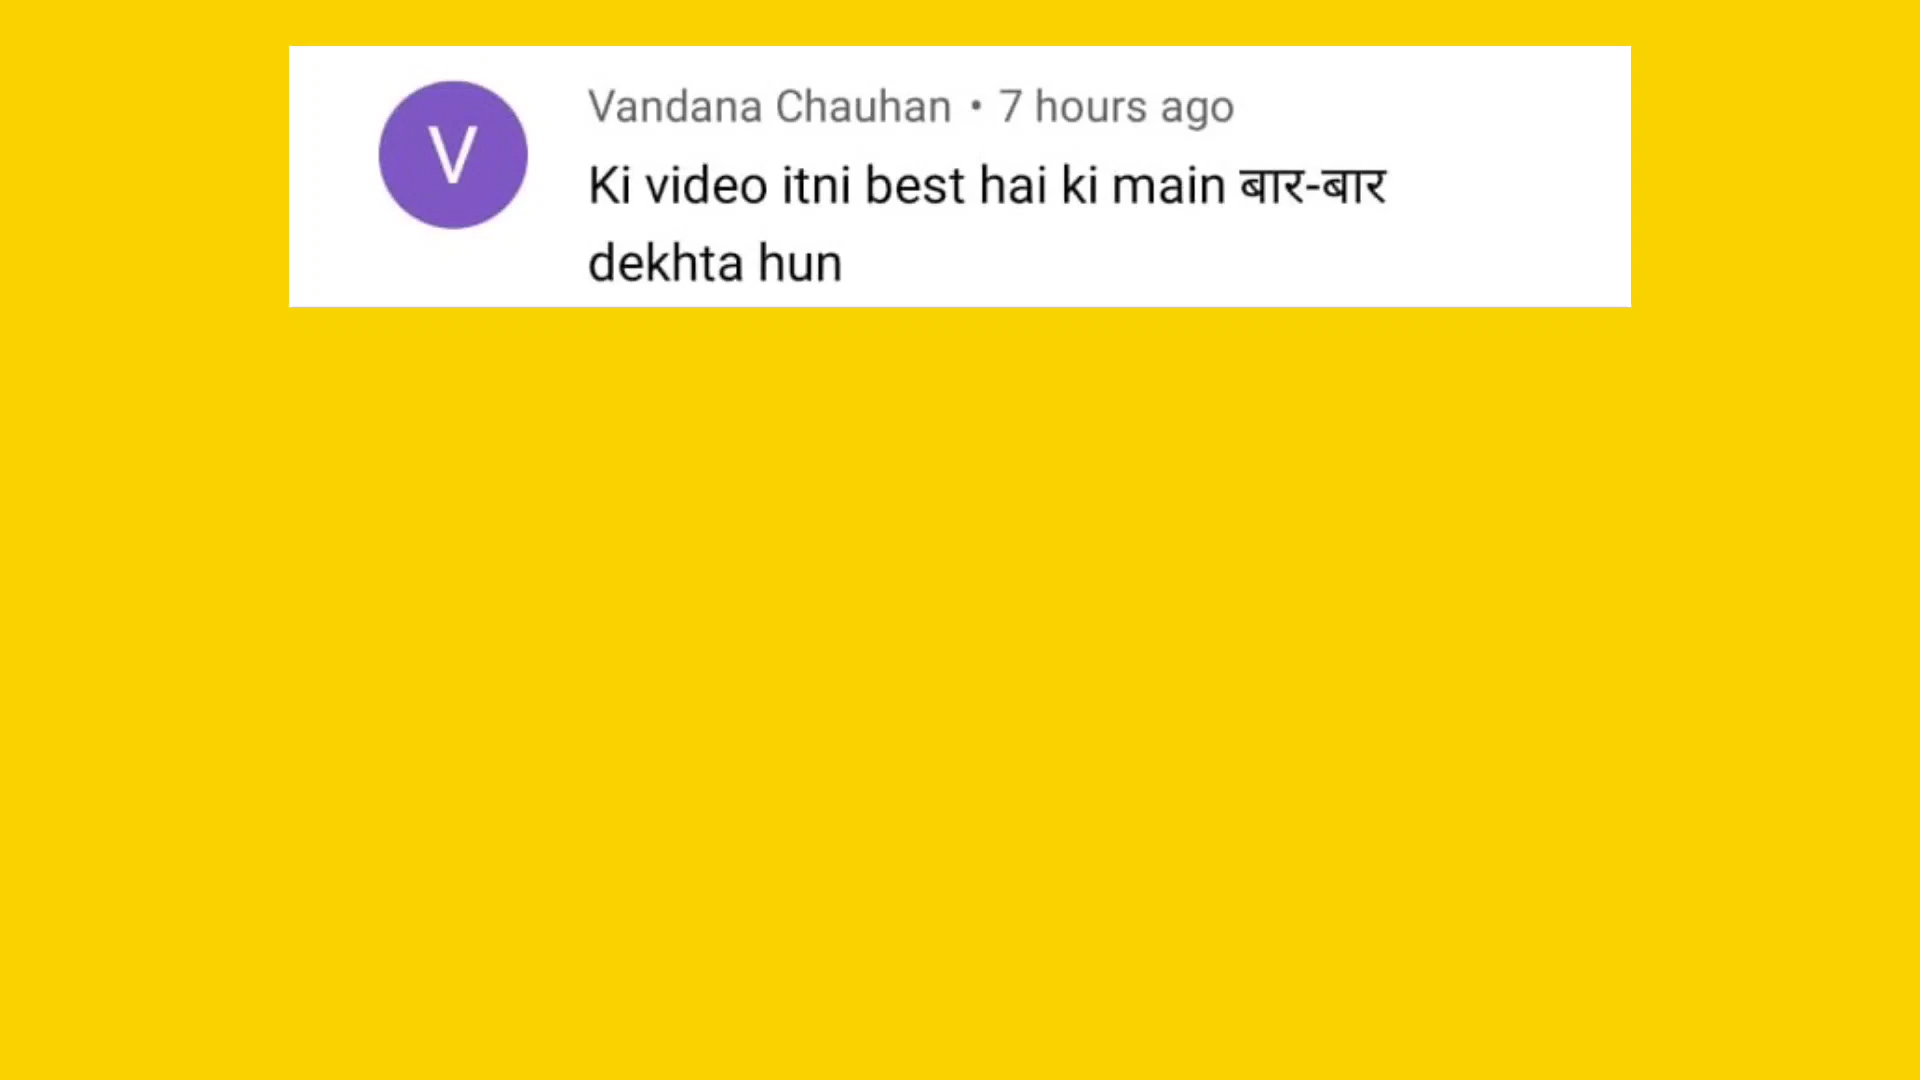 V
Vandana Chauhan • 7 hours ago
Ki video itni best hai ki main बार-बार
dekhta hun